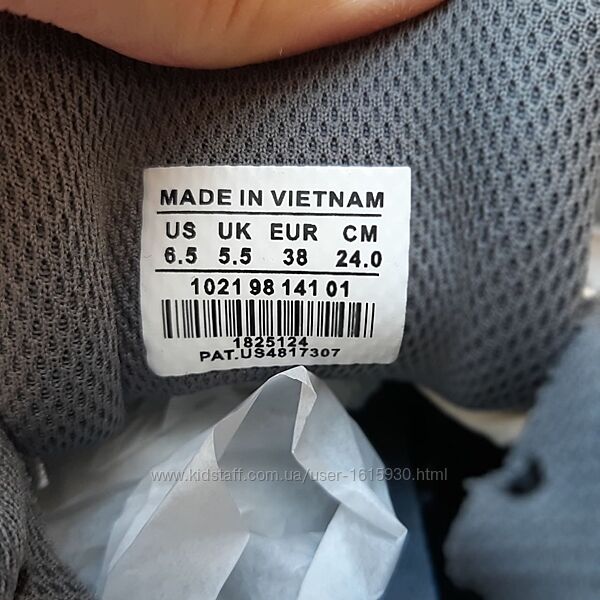 MADE IN VIETNAM
US UK EUR CM
6.5 5.5 38 24.0
1021 98 141 01
1825124
PAT.US4817307
www.kidstaff.com.ua/user-1615930.html